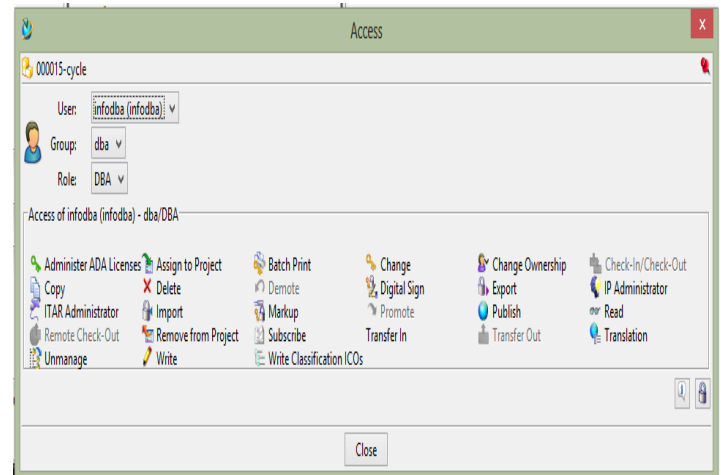 Access
X
000015-cycle
User: infodba (infodba)
Group: dba
Role: DBA
Access of infodba (infodba) - dba/DBA
Administer ADA Licenses Assign to Project Batch Print Change Change Ownership Check-In/Check-Out
Copy Delete Demote Digital Sign Export IP Administrator
ITAR Administrator Import Markup Promote Publish Read
Remote Check-Out Remove from Project Subscribe Transfer In Transfer Out Translation
Unmanage Write Write Classification ICOs
Close